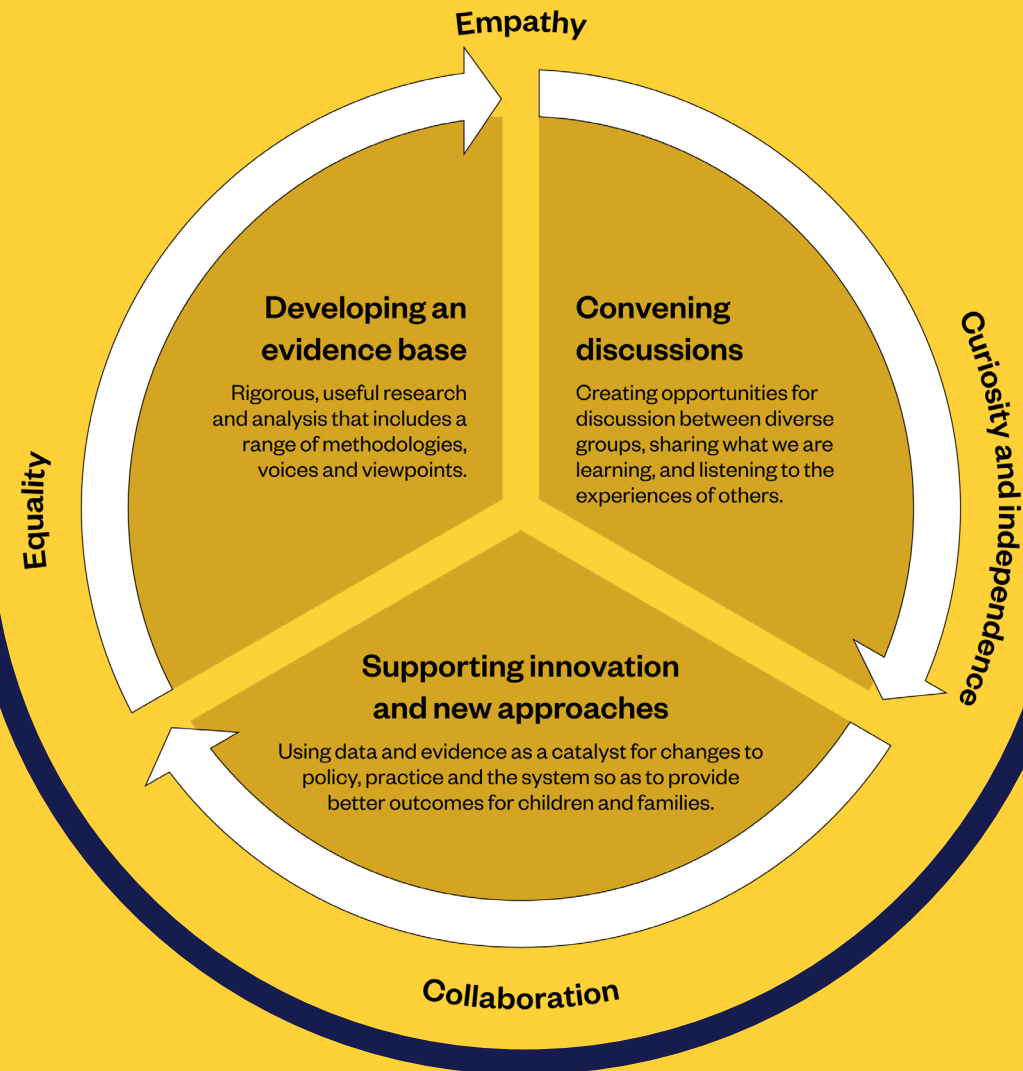 Empathy
Developing an
evidence base
Rigorous, useful research
and analysis that includes a
range of methodologies,
voices and viewpoints.
Convening
discussions
Creating opportunities for
discussion between diverse
groups, sharing what we are
learning, and listening to the
experiences of others.
Curiosity and independence
Equality
Supporting innovation
and new approaches
Using data and evidence as a catalyst for changes to
policy, practice and the system so as to provide
better outcomes for children and families.
Collaboration